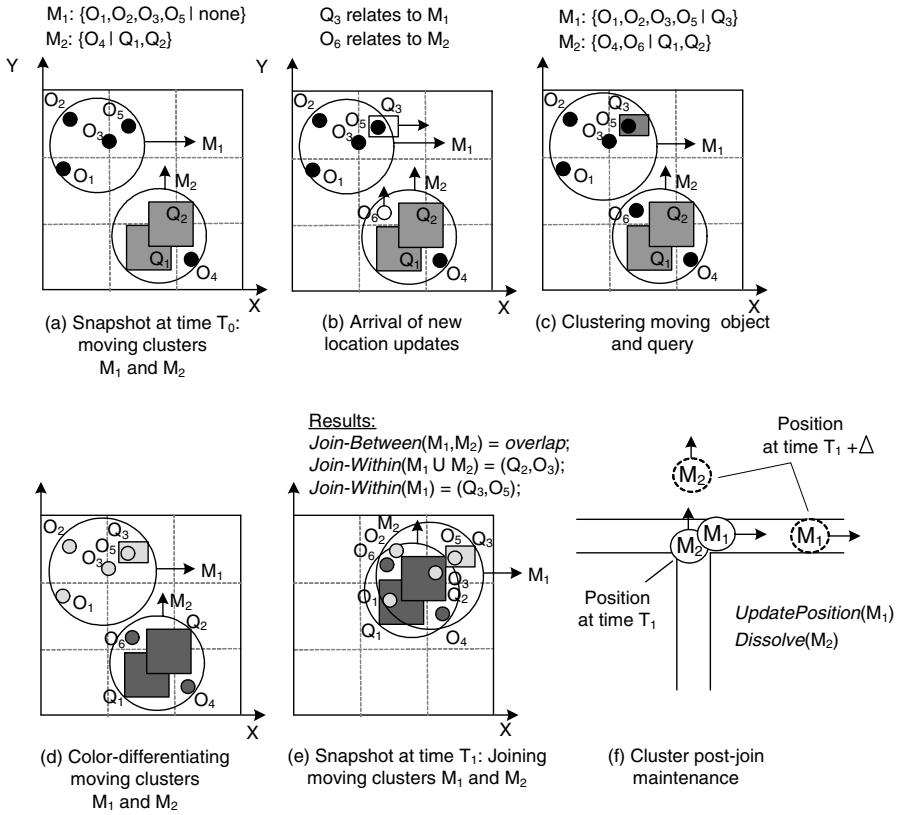 M1: {O1,O2,O3,O5 | none}
M2: {O4 | Q1,Q2}
Y
O2
O5
O3
O1
M1
M2
Q2
Q1
O4
X
(a) Snapshot at time T0:
moving clusters
M1 and M2
Q3 relates to M1
O6 relates to M2
Y
O2
Q3
O5
O3
O1
M1
M2
O6
Q2
Q1
O4
X
(b) Arrival of new
location updates
M1: {O1,O2,O3,O5 | Q3}
M2: {O4,O6 | Q1,Q2}
Y
O2
Q3
O5
O3
O1
M1
M2
O6
Q2
Q1
O4
X
(c) Clustering moving object
and query
O2
Q3
O5
O3
O1
M1
M2
Q2
O6
Q1
O4
X
(d) Color-differentiating
moving clusters
M1 and M2
Results:
Join-Between(M1,M2) = overlap;
Join-Within(M1 U M2) = (Q2,O3);
Join-Within(M1) = (Q3,O5);
M2
O2
O5
Q3
O6
O3
M1
O1
Q2
Q1
O4
(e) Snapshot at time T1: Joining
moving clusters M1 and M2
Position
at time T1 +Δ
M2
M1
M2
M1
Position
at time T1
UpdatePosition(M1)
Dissolve(M2)
(f) Cluster post-join
maintenance